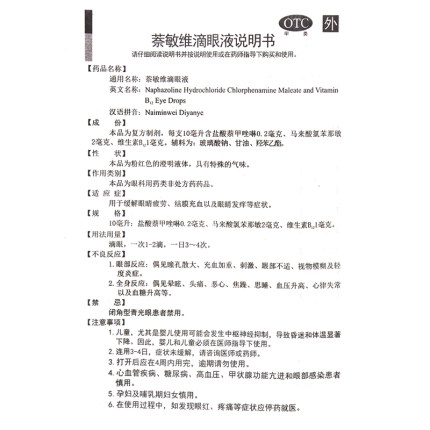 OTC
甲类
外
萘敏维滴眼液说明书
请仔细阅读说明书并按说明使用或在药师指导下购买和使用。
【药品名称】
通用名称：萘敏维滴眼液
英文名称：Naphazoline Hydrochloride Chlorphenamine Maleate and Vitamin
B₁₂ Eye Drops
汉语拼音：Naiminwei Diyanye
【成 份】
本品为复方制剂，每支10毫升含盐酸萘甲唑啉0.2毫克、马来酸氯苯那敏
2毫克、维生素B₁₂1毫克。辅料为：玻璃酸钠、甘油、羟苯乙酯。
【性 状】
本品为粉红色的澄明液体，具有特殊的气味。
【作用类别】
本品为眼科用药类非处方药药品。
【适 应 症】
用于缓解眼睛疲劳、结膜充血以及眼睛发痒等症状。
【规 格】
10毫升：盐酸萘甲唑啉0.2毫克、马来酸氯苯那敏2毫克、维生素B₁₂1毫克。
【用法用量】
滴眼，一次1~2滴，一日3~4次。
【不良反应】
1. 眼部反应：偶见瞳孔散大、充血加重、刺激、眼部不适、视物模糊及轻
度炎症。
2. 全身反应：偶见晕眩、头痛、恶心、焦躁、思睡、血压升高、心律失常
以及血糖升高等。
【禁 忌】
闭角型青光眼患者禁用。
【注意事项】
1. 儿童，尤其是婴儿使用可能会发生中枢神经抑制，导致昏迷和体温显著
下降。因此，婴儿和儿童必须在医师指导下使用。
2. 连用3-4日，症状未缓解，请咨询医师或药师。
3. 打开后应在4周内用完，逾期请勿使用。
4. 心血管疾病、糖尿病、高血压、甲状腺功能亢进和眼部感染患者
慎用。
5. 孕妇及哺乳期妇女慎用。
6. 在使用过程中，如发现眼红、疼痛等症状应停药就医。